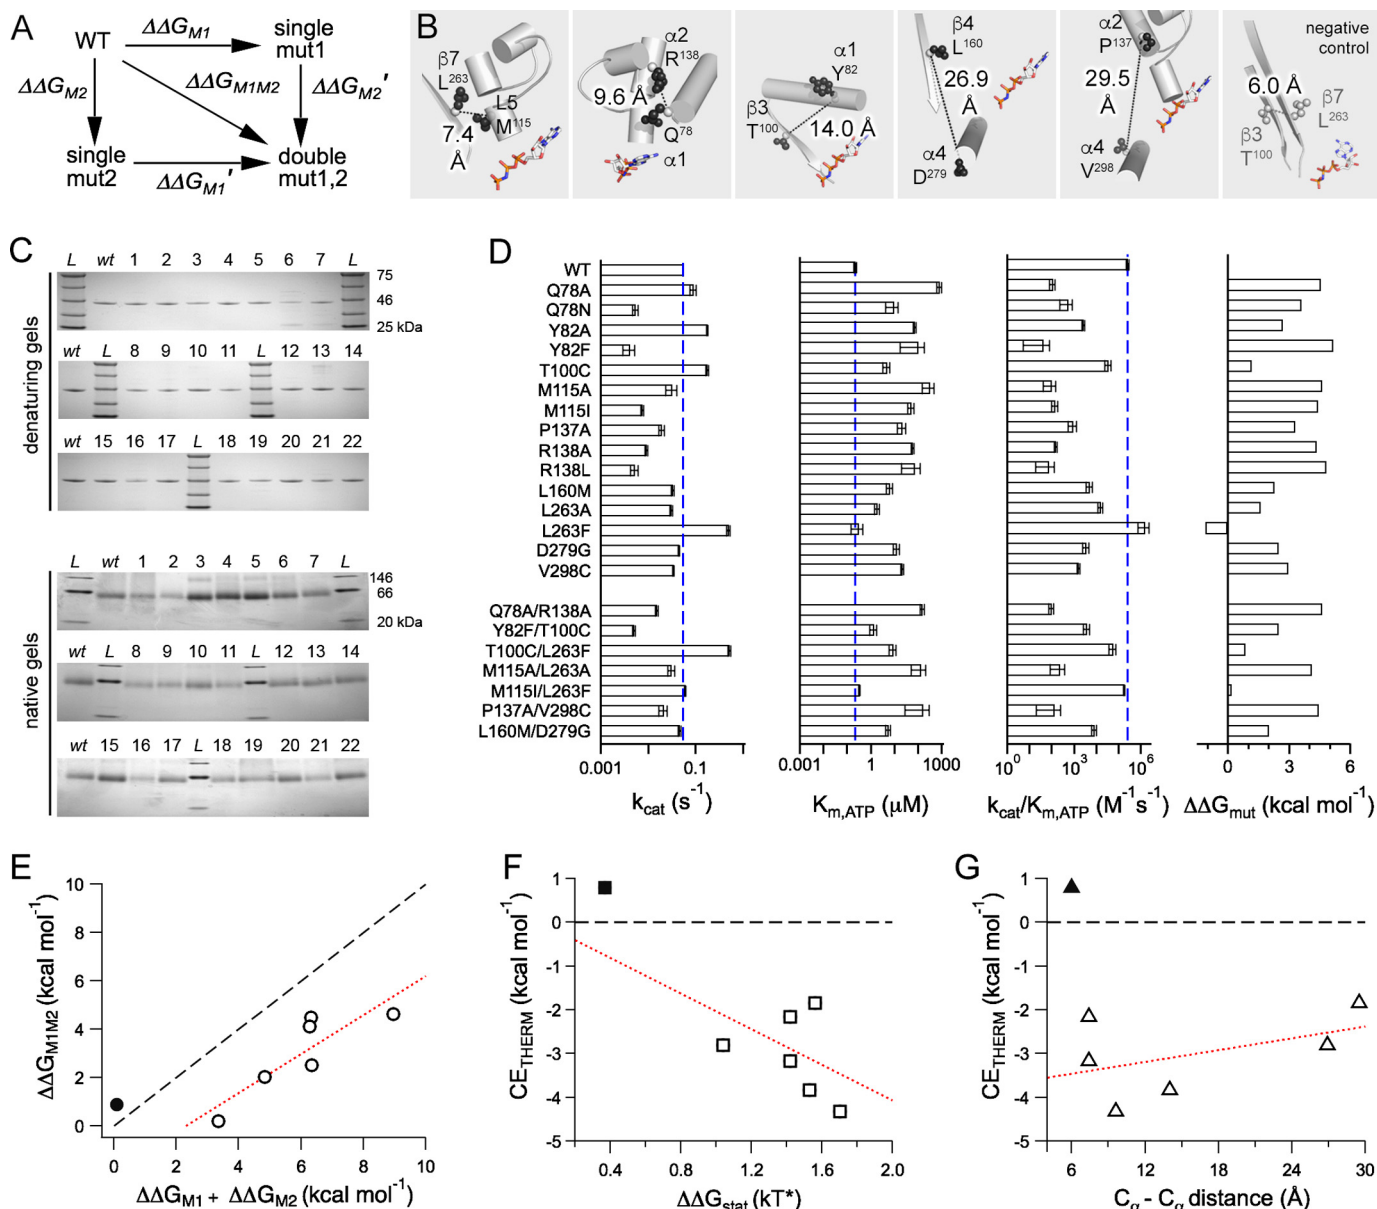 A
WT
ΔΔG_M1
single
mut1
ΔΔG_M2
ΔΔG_M1M2
ΔΔG_M2'
single
mut2
ΔΔG_M1'
double
mut1,2
B
β7
L263
L5
M115
7.4
Å
α2
R138
9.6 Å
Q78
α1
α1
Y82
β3
T100
14.0 Å
β4
L160
26.9
Å
α4
D279
α2
P137
29.5
Å
α4
V298
negative
control
6.0 Å
β7
L263
β3
T100
C
denaturing gels
L wt 1 2 3 4 5 6 7 L
75
46
25 kDa
wt L 8 9 10 11 L 12 13 14
wt 15 16 17 L 18 19 20 21 22
native gels
L wt 1 2 3 4 5 6 7 L
146
66
20 kDa
wt L 8 9 10 11 L 12 13 14
wt 15 16 17 L 18 19 20 21 22
D
WT
Q78A
Q78N
Y82A
Y82F
T100C
M115A
M115I
P137A
R138A
R138L
L160M
L263A
L263F
D279G
V298C
Q78A/R138A
Y82F/T100C
T100C/L263F
M115A/L263A
M115I/L263F
P137A/V298C
L160M/D279G
0.001 0.1
k_cat (s⁻¹)
0.001 1 1000
K_m,ATP (μM)
10⁰ 10³ 10⁶
k_cat/K_m,ATP (M⁻¹s⁻¹)
0 3 6
ΔΔG_mut (kcal mol⁻¹)
E
ΔΔG_M1M2 (kcal mol⁻¹)
10
8
6
4
2
0
0 2 4 6 8 10
ΔΔG_M1 + ΔΔG_M2 (kcal mol⁻¹)
F
CE_THERM (kcal mol⁻¹)
1
0
-1
-2
-3
-4
-5
0.4 0.8 1.2 1.6 2.0
ΔΔG_stat (kT*)
G
CE_THERM (kcal mol⁻¹)
1
0
-1
-2
-3
-4
-5
6 12 18 24 30
C_α - C_α distance (Å)